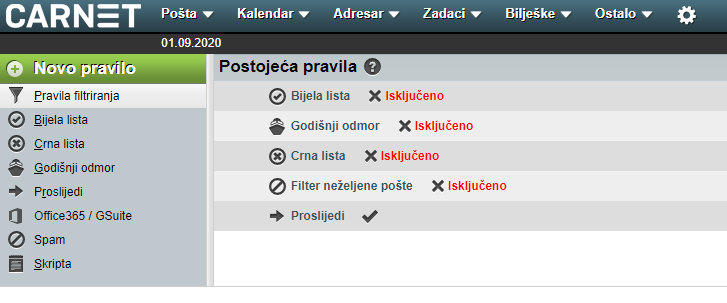 CARNET Pošta Kalendar Adresar Zadaci Bilješke Ostalo
01.09.2020
Novo pravilo
Pravila filtriranja
Bijela lista
Crna lista
Godišnji odmor
Proslijedi
Office365 / GSuite
Spam
Skripta
Postojeća pravila ?
Bijela lista Isključeno
Godišnji odmor Isključeno
Crna lista Isključeno
Filter neželjene pošte Isključeno
Proslijedi